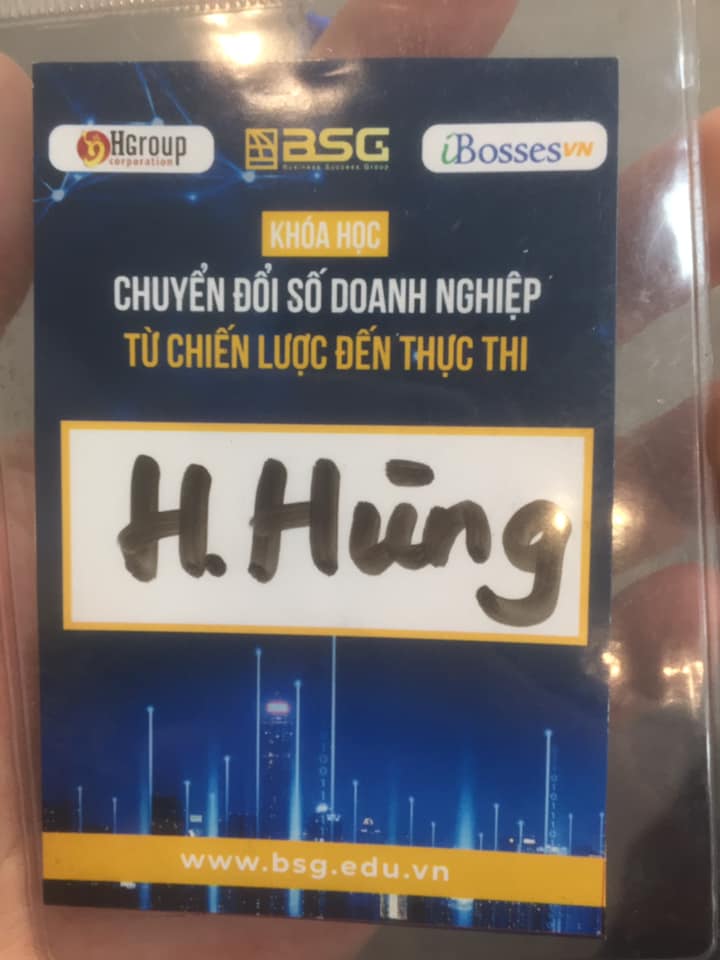 HGroup
corporation
BSG
Business Success Group
iBossesVN
KHÓA HỌC
CHUYỂN ĐỔI SỐ DOANH NGHIỆP
TỪ CHIẾN LƯỢC ĐẾN THỰC THI
H. Hùng
www.bsg.edu.vn